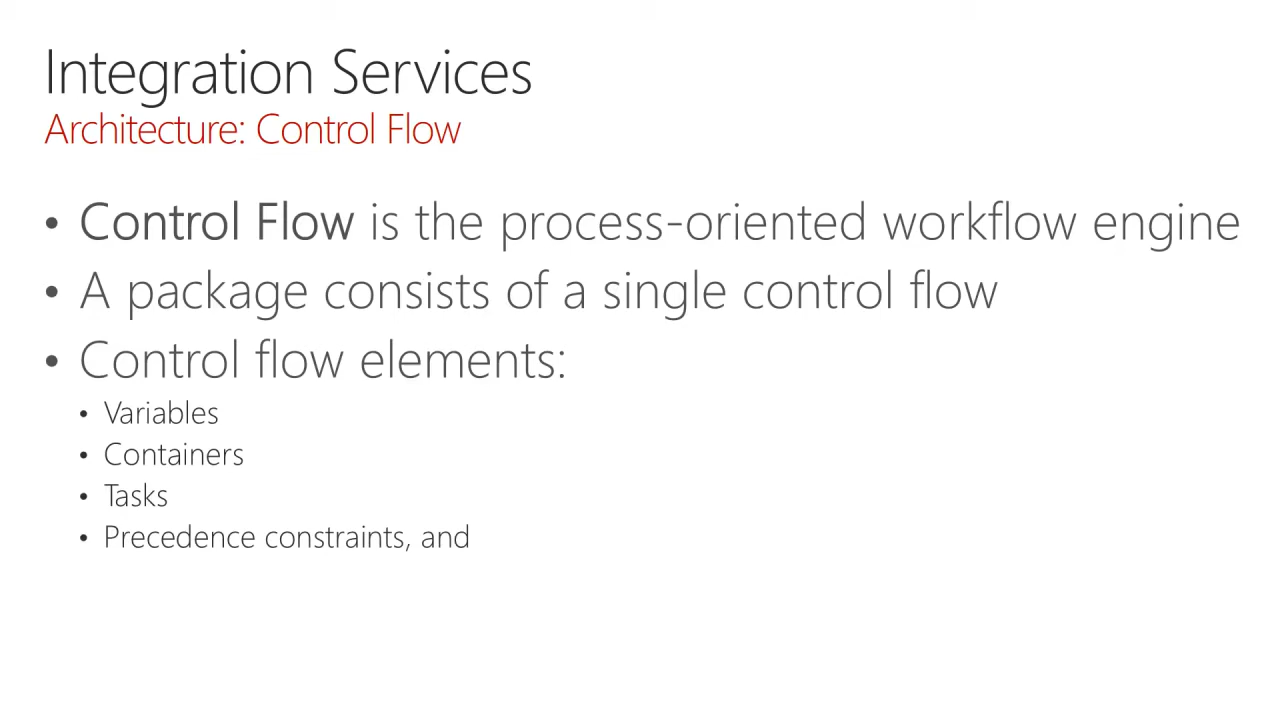 Integration Services
Architecture: Control Flow
• Control Flow is the process-oriented workflow engine
• A package consists of a single control flow
• Control flow elements:
• Variables
• Containers
• Tasks
• Precedence constraints, and